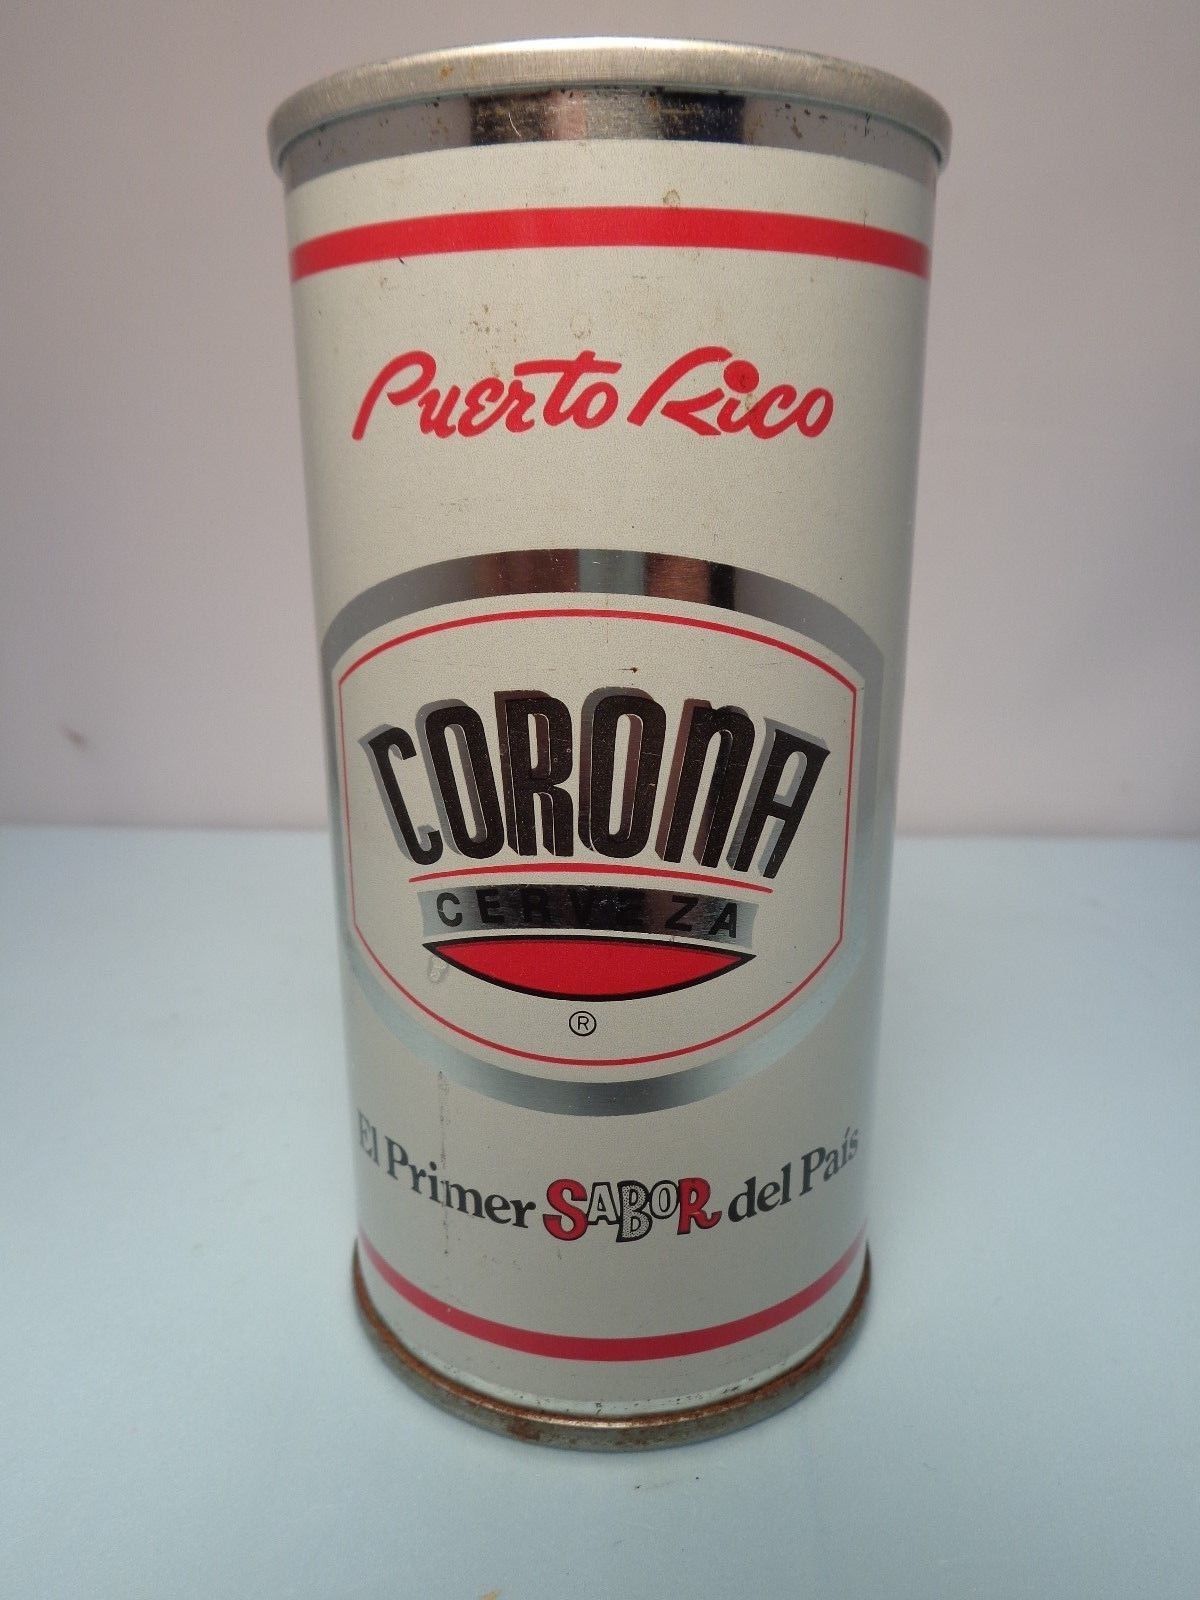 Puerto Rico
CORONA
CERVEZA
®
El Primer SABOR del País